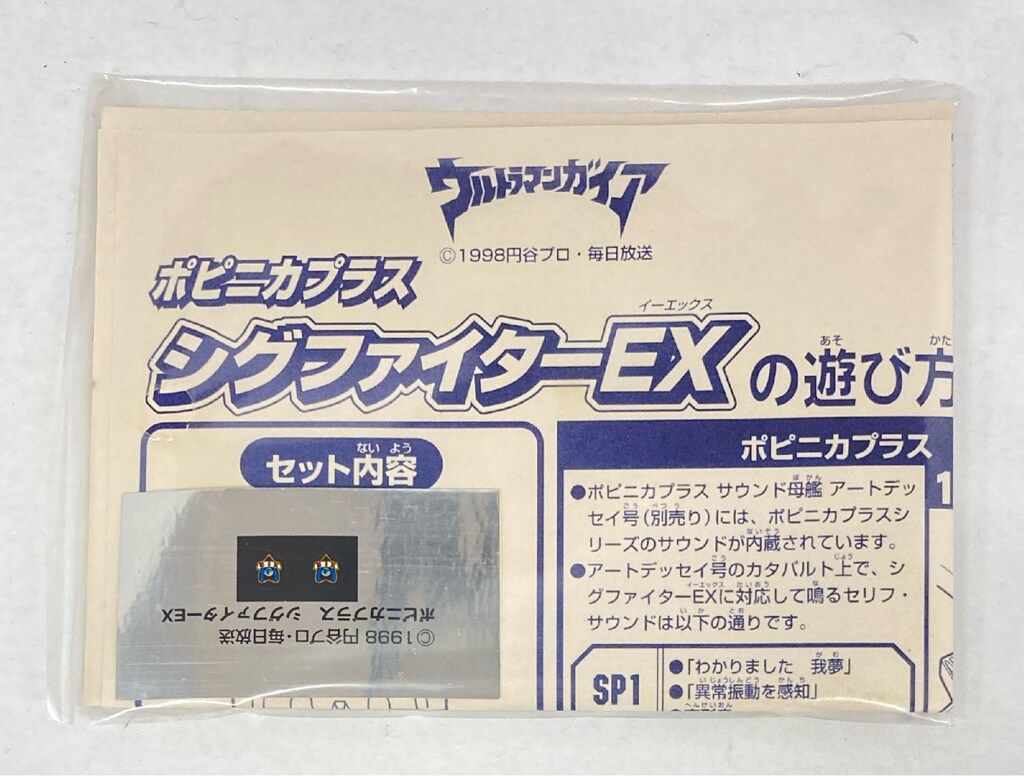 ウルトラマンガイア
©1998円谷プロ・毎日放送
ポピニカプラス
イーエックス
シグファイターEX
あそ かた
の遊び方
ない よう
セット内容
ポピニカプラス
1
●ポピニカプラス サウンド母艦 アートデッ
セイ号(別売り)には、ポピニカプラスシ
リーズのサウンドが内蔵されています。
●アートデッセイ号のカタパルト上で、シ
グファイターEXに対応して鳴るセリフ・
サウンドは以下の通りです。
SP1
●「わかりました 我夢」
●「異常振動を感知」
ポピニカプラス シグファイターEX
©1998 円谷プロ・毎日放送